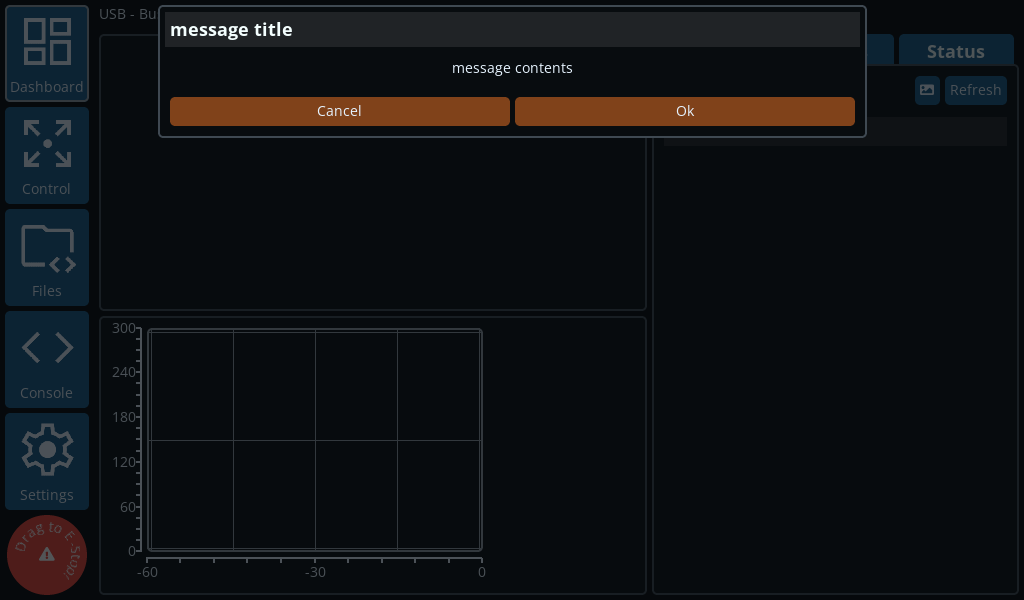 USB - Bu
message title
message contents
Cancel
Ok
Status
Refresh
Dashboard
Control
Files
Console
Settings
Drag to E-Stop!
300
240
180
120
60
0
-60
-30
0